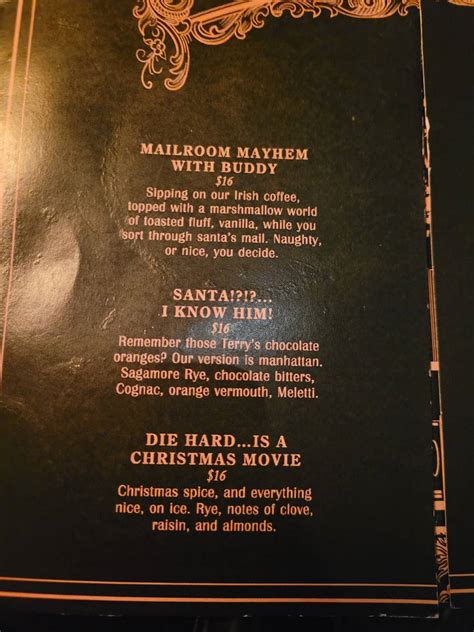 MAILROOM MAYHEM
WITH BUDDY
$16
Sipping on our Irish coffee,
topped with a marshmallow world
of toasted fluff, vanilla, while you
sort through santa's mail. Naughty,
or nice, you decide.
SANTA!?!?...
I KNOW HIM!
$16
Remember those Terry's chocolate
oranges? Our version is manhattan.
Sagamore Rye, chocolate bitters,
Cognac, orange vermouth, Meletti.
DIE HARD...IS A
CHRISTMAS MOVIE
$16
Christmas spice, and everything
nice, on ice. Rye, notes of clove,
raisin, and almonds.